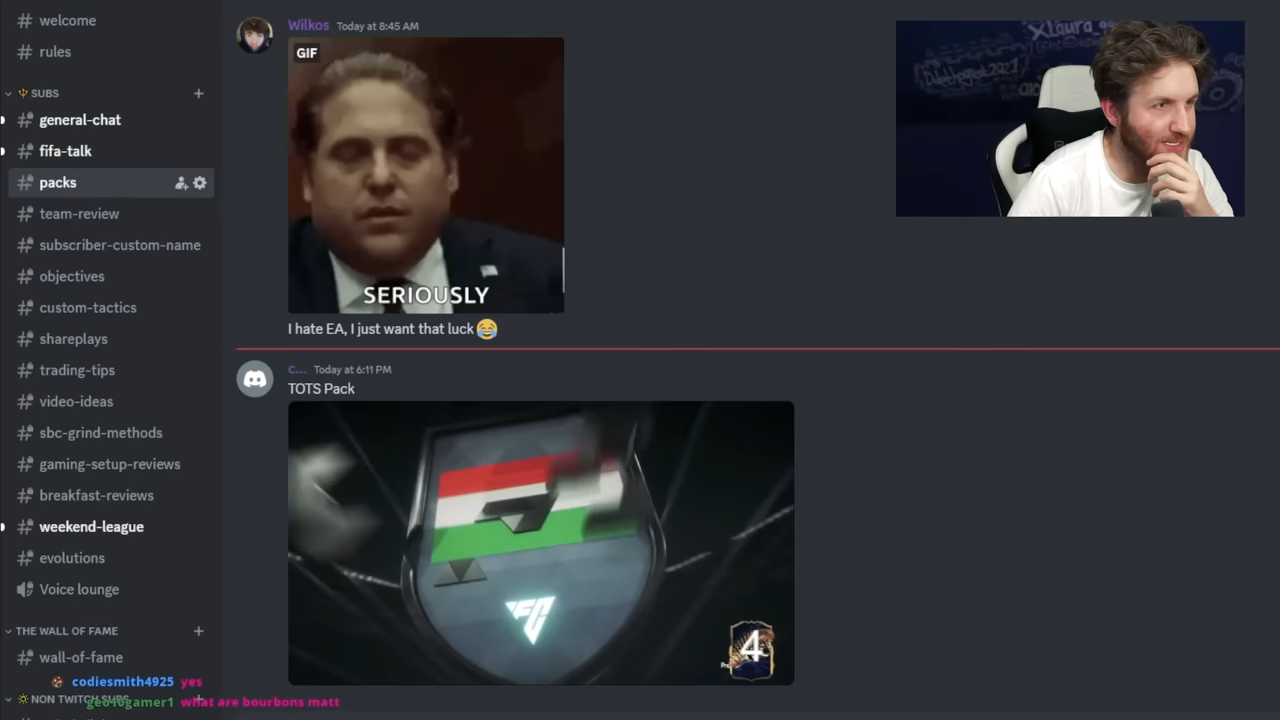 welcome
rules
SUBS
general-chat
fifa-talk
packs
team-review
subscriber-custom-name
objectives
custom-tactics
shareplays
trading-tips
video-ideas
sbc-grind-methods
gaming-setup-reviews
breakfast-reviews
weekend-league
evolutions
Voice lounge
THE WALL OF FAME
wall-of-fame
codiesmith4925 yes
NON TWITCH SUBS
geo10gamer1 what are bourbons matt
Wilkos Today at 8:45 AM
GIF
SERIOUSLY
I hate EA, I just want that luck 😂
C... Today at 6:11 PM
TOTS Pack
FC
4